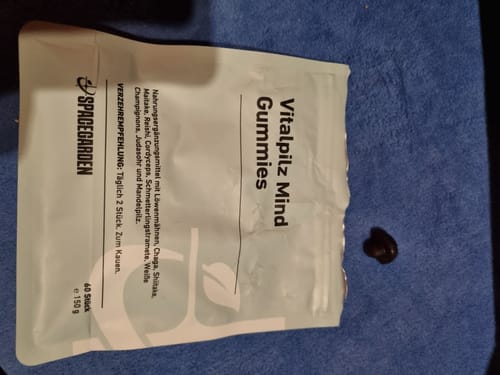 Vitalpilz Mind
Gummies
Nahrungsergänzungsmittel mit Löwenmähnen, Chaga, Shiitake,
Maitake, Reishi, Cordyceps, Schmetterlingstramete, Weiße
Champignons, Judasohr und Mandelpilz.
VERZEHREMPFEHLUNG: Täglich 2 Stück. Zum Kauen.
SPACEGARDEN
60 Stück
℮ 150 g